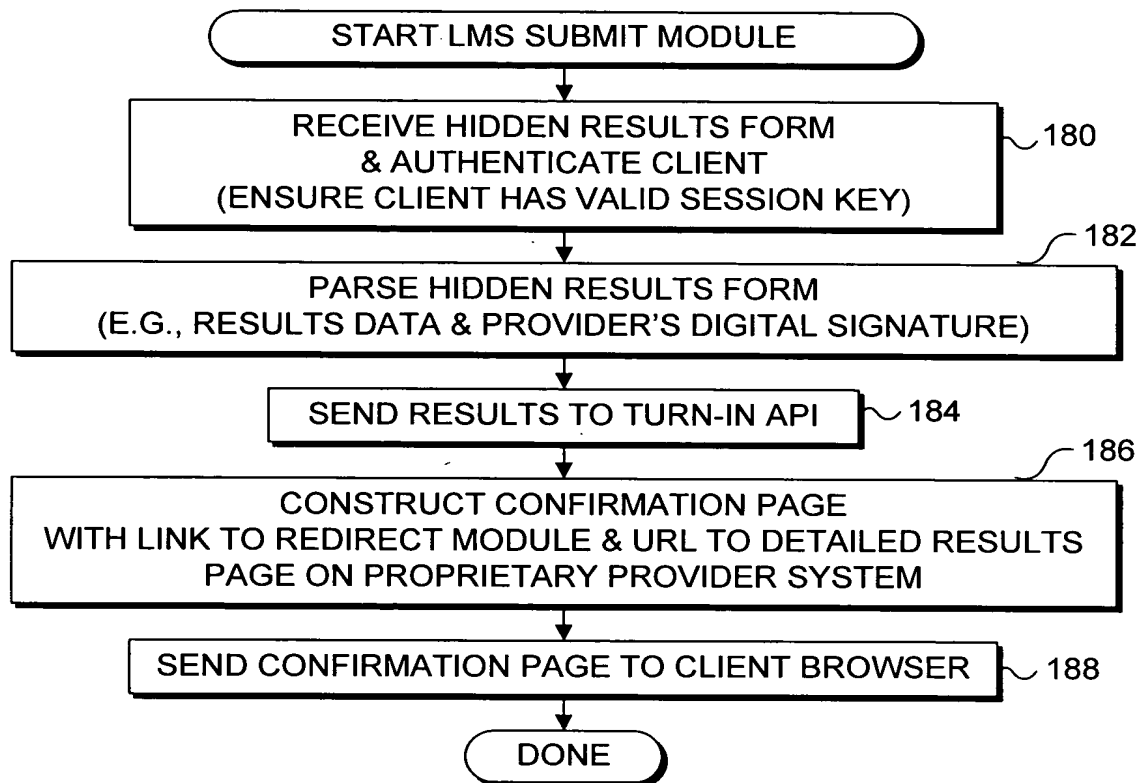 START LMS SUBMIT MODULE
RECEIVE HIDDEN RESULTS FORM
& AUTHENTICATE CLIENT
(ENSURE CLIENT HAS VALID SESSION KEY)
180
182
PARSE HIDDEN RESULTS FORM
(E.G., RESULTS DATA & PROVIDER'S DIGITAL SIGNATURE)
SEND RESULTS TO TURN-IN API
184
186
CONSTRUCT CONFIRMATION PAGE
WITH LINK TO REDIRECT MODULE & URL TO DETAILED RESULTS
PAGE ON PROPRIETARY PROVIDER SYSTEM
SEND CONFIRMATION PAGE TO CLIENT BROWSER
188
DONE